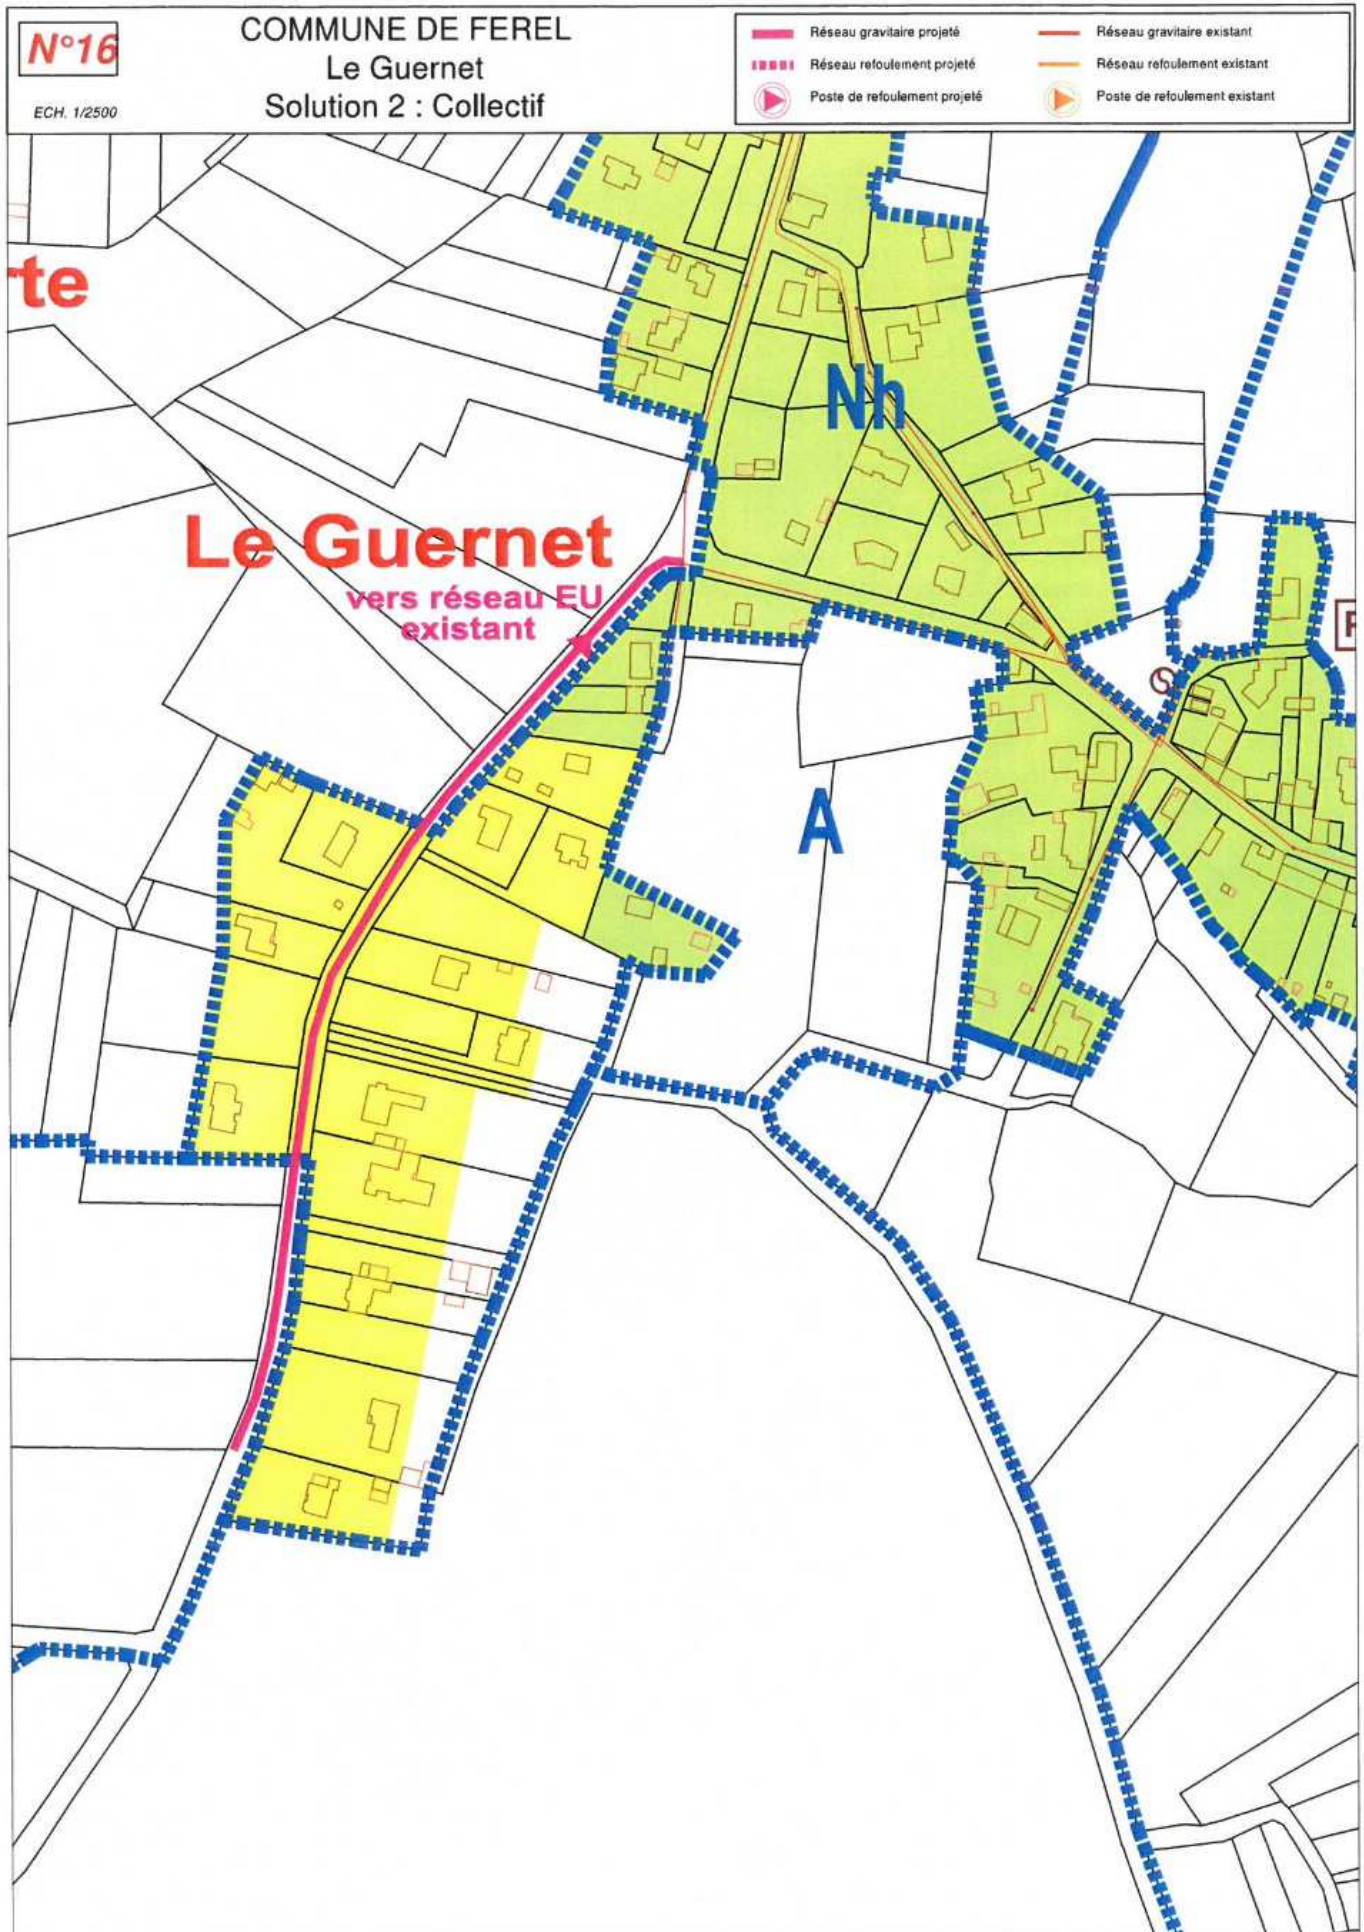 N°16
ECH. 1/2500
COMMUNE DE FEREL
Le Guernet
Solution 2 : Collectif
Réseau gravitaire projeté
Réseau refoulement projeté
Poste de refoulement projeté
Réseau gravitaire existant
Réseau refoulement existant
Poste de refoulement existant
rte
Nh
Le Guernet
vers réseau EU
existant
A